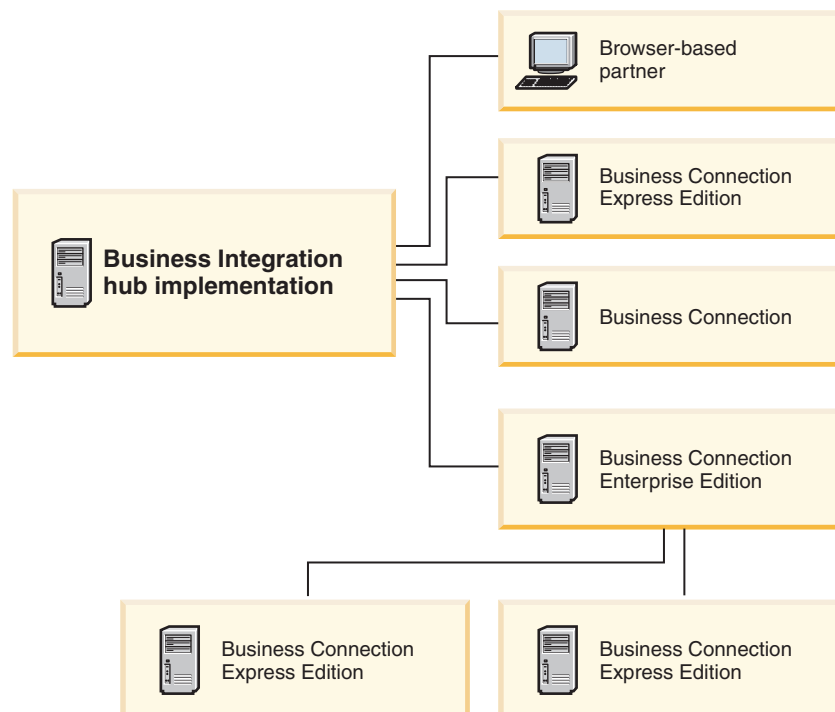 Browser-based
partner
Business Connection
Express Edition
Business Integration
hub implementation
Business Connection
Business Connection
Enterprise Edition
Business Connection
Express Edition
Business Connection
Express Edition